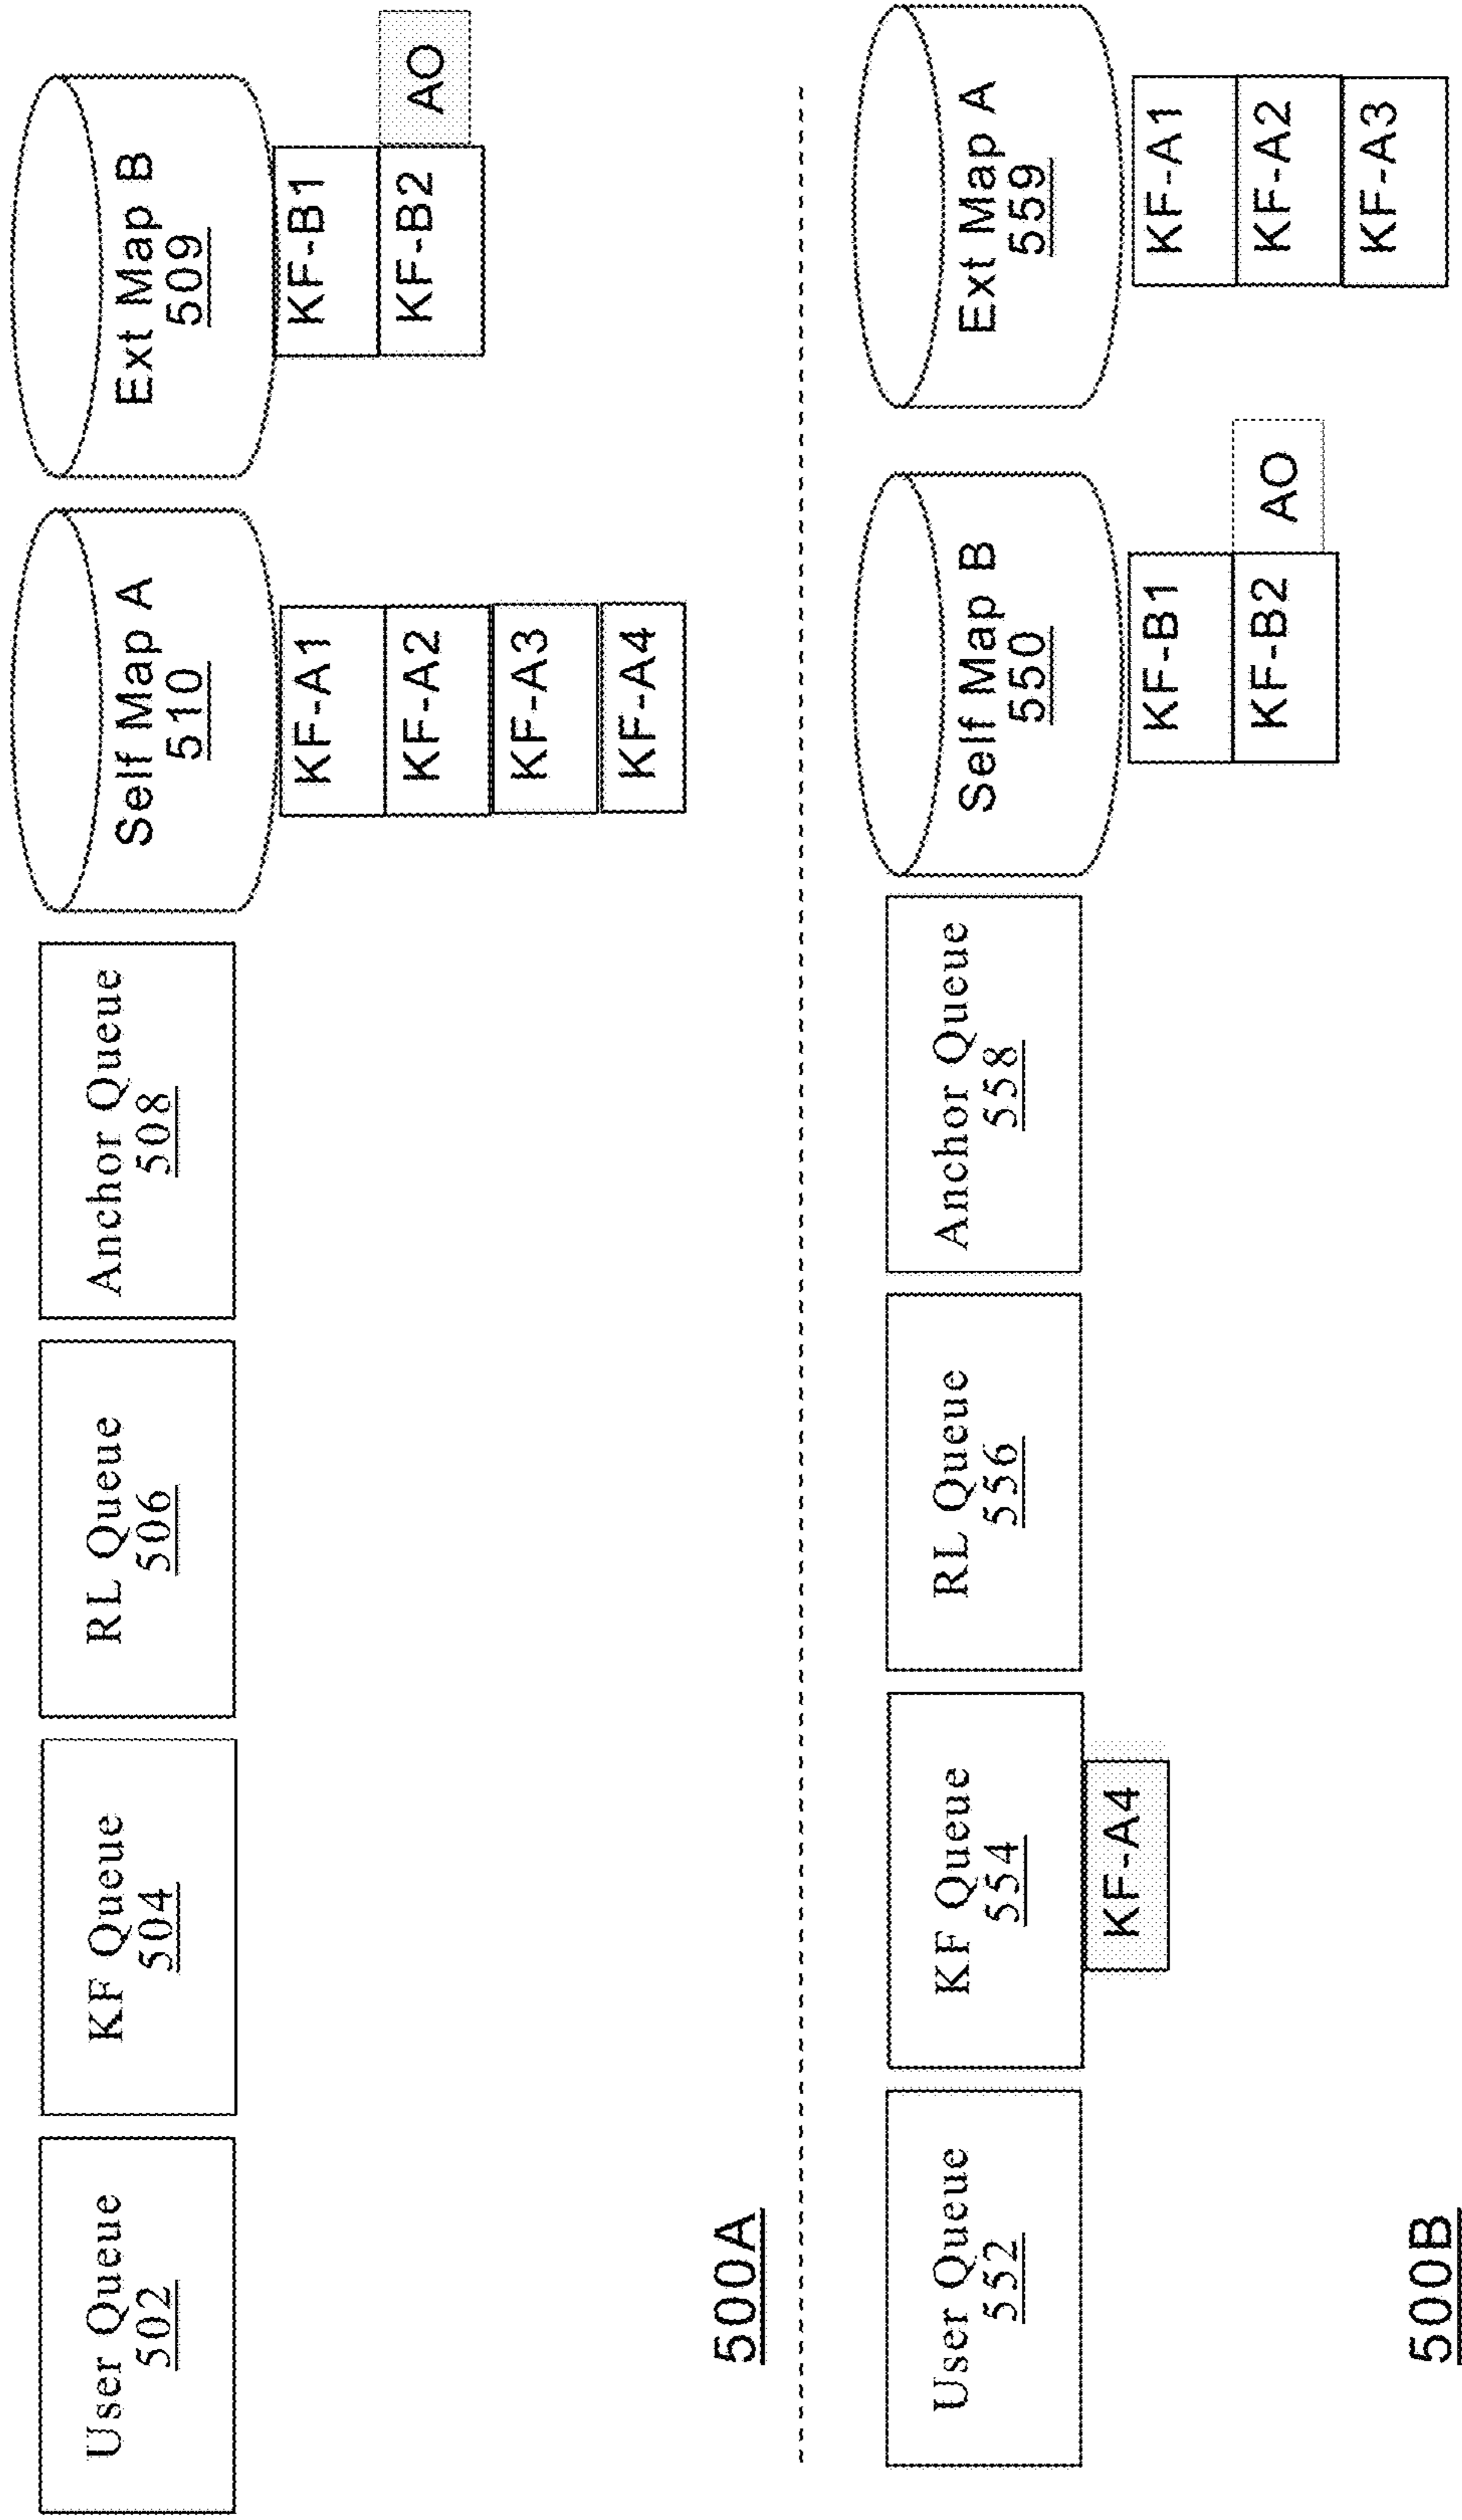 User Queue
502
KF Queue
504
RL Queue
506
Anchor Queue
508
Self Map A
510
KF-A1
KF-A2
KF-A3
KF-A4
Ext Map B
509
KF-B1
KF-B2
AO
500A
User Queue
552
KF Queue
554
KF-A4
RL Queue
556
Anchor Queue
558
Self Map B
550
KF-B1
KF-B2
AO
Ext Map A
559
KF-A1
KF-A2
KF-A3
500B